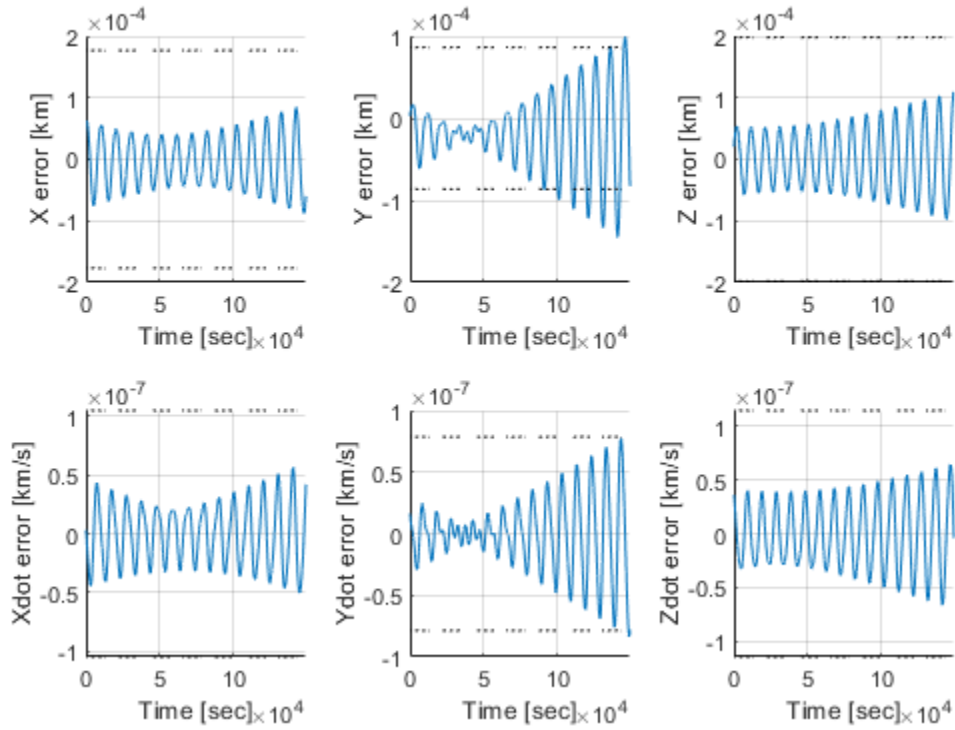 ×10⁻⁴ ×10⁻⁴ ×10⁻⁴
2 1 2
1 0 1
0 -1 0
-1 -2 -1
-2 -2
X error [km] Y error [km] Z error [km]
0 5 10 0 5 10 0 5 10
Time [sec]×10⁴ Time [sec]×10⁴ Time [sec]×10⁴
×10⁻⁷ ×10⁻⁷ ×10⁻⁷
1 1 1
0.5 0.5 0.5
0 0 0
-0.5 -0.5 -0.5
-1 -1 -1
Xdot error [km/s] Ydot error [km/s] Zdot error [km/s]
0 5 10 0 5 10 0 5 10
Time [sec]×10⁴ Time [sec]×10⁴ Time [sec]×10⁴